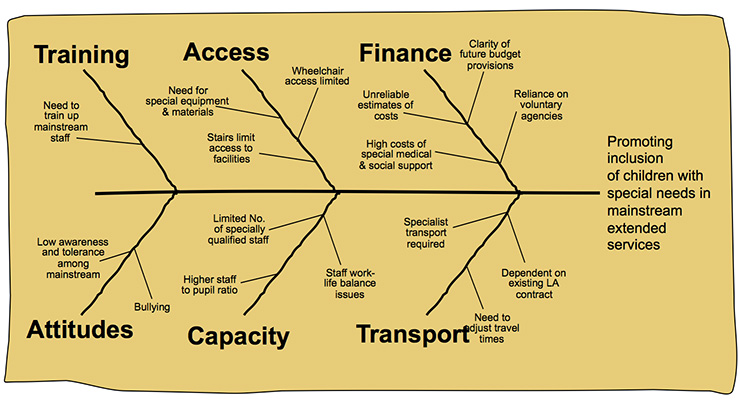 Training
Need to
train up
mainstream
staff
Access
Need for
special equipment
& materials
Wheelchair
access limited
Stairs limit
access to
facilities
Finance
Clarity of
future budget
provisions
Unreliable
estimates of
costs
Reliance on
voluntary
agencies
High costs of
special medical
& social support
Promoting
inclusion
of children with
special needs in
mainstream
extended
services
Low awareness
and tolerance
among
mainstream
Bullying
Attitudes
Limited No.
of specially
qualified staff
Higher staff
to pupil ratio
Staff work-
life balance
issues
Capacity
Specialist
transport
required
Dependent on
existing LA
contract
Need to
adjust travel
times
Transport